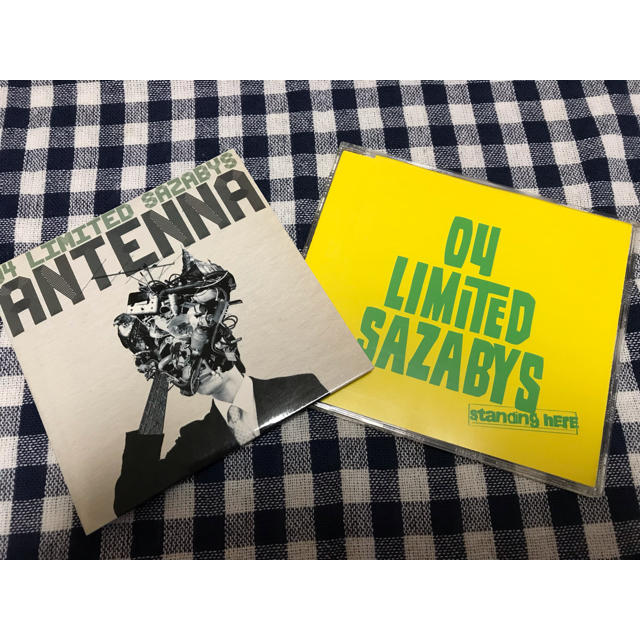 04 LIMITED SAZABYS
ANTENNA
04
LIMITED
SAZABYS
standing HERE